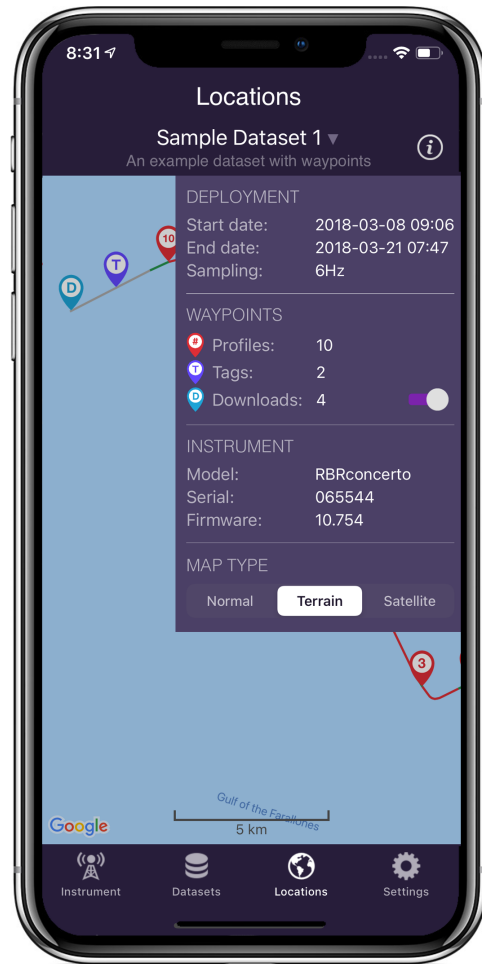 8:31
Locations
Sample Dataset 1 ▾
An example dataset with waypoints
i
DEPLOYMENT
Start date: 2018-03-08 09:06
End date: 2018-03-21 07:47
Sampling: 6Hz
10
T
D
WAYPOINTS
# Profiles: 10
T Tags: 2
D Downloads: 4
INSTRUMENT
Model: RBRconcerto
Serial: 065544
Firmware: 10.754
MAP TYPE
Normal Terrain Satellite
3
Gulf of the Farallones
Google
5 km
Instrument Datasets Locations Settings